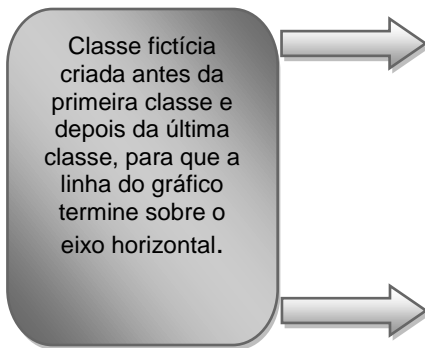 Classe fictícia
criada antes da
primeira classe e
depois da última
classe, para que a
linha do gráfico
termine sobre o
eixo horizontal.